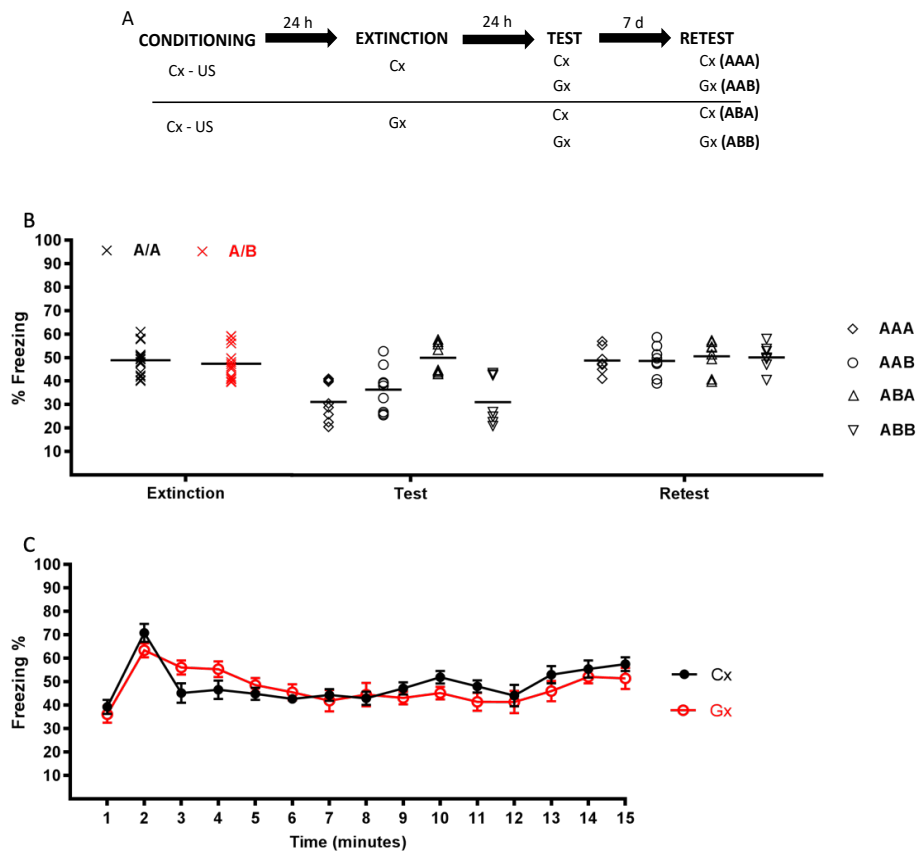 A
24 h 24 h 7 d
CONDITIONING EXTINCTION TEST RETEST
Cx - US Cx Cx Cx (AAA)
Gx Gx (AAB)
Cx - US Gx Cx Cx (ABA)
Gx Gx (ABB)
B
100
90
80
70
60
50
40
30
20
10
% Freezing
A/A A/B
AAA
AAB
ABA
ABB
Extinction Test Retest
C
100
90
80
70
60
50
40
30
20
10
Freezing %
Cx
Gx
1 2 3 4 5 6 7 8 9 10 11 12 13 14 15
Time (minutes)